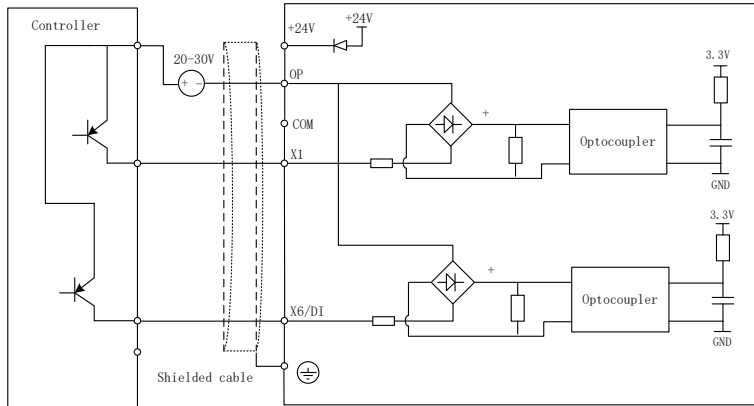 Controller
+24V
+24V
20-30V
3.3V
OP
+
COM
Optocoupler
X1
GND
3.3V
+
Optocoupler
X6/DI
GND
Shielded cable